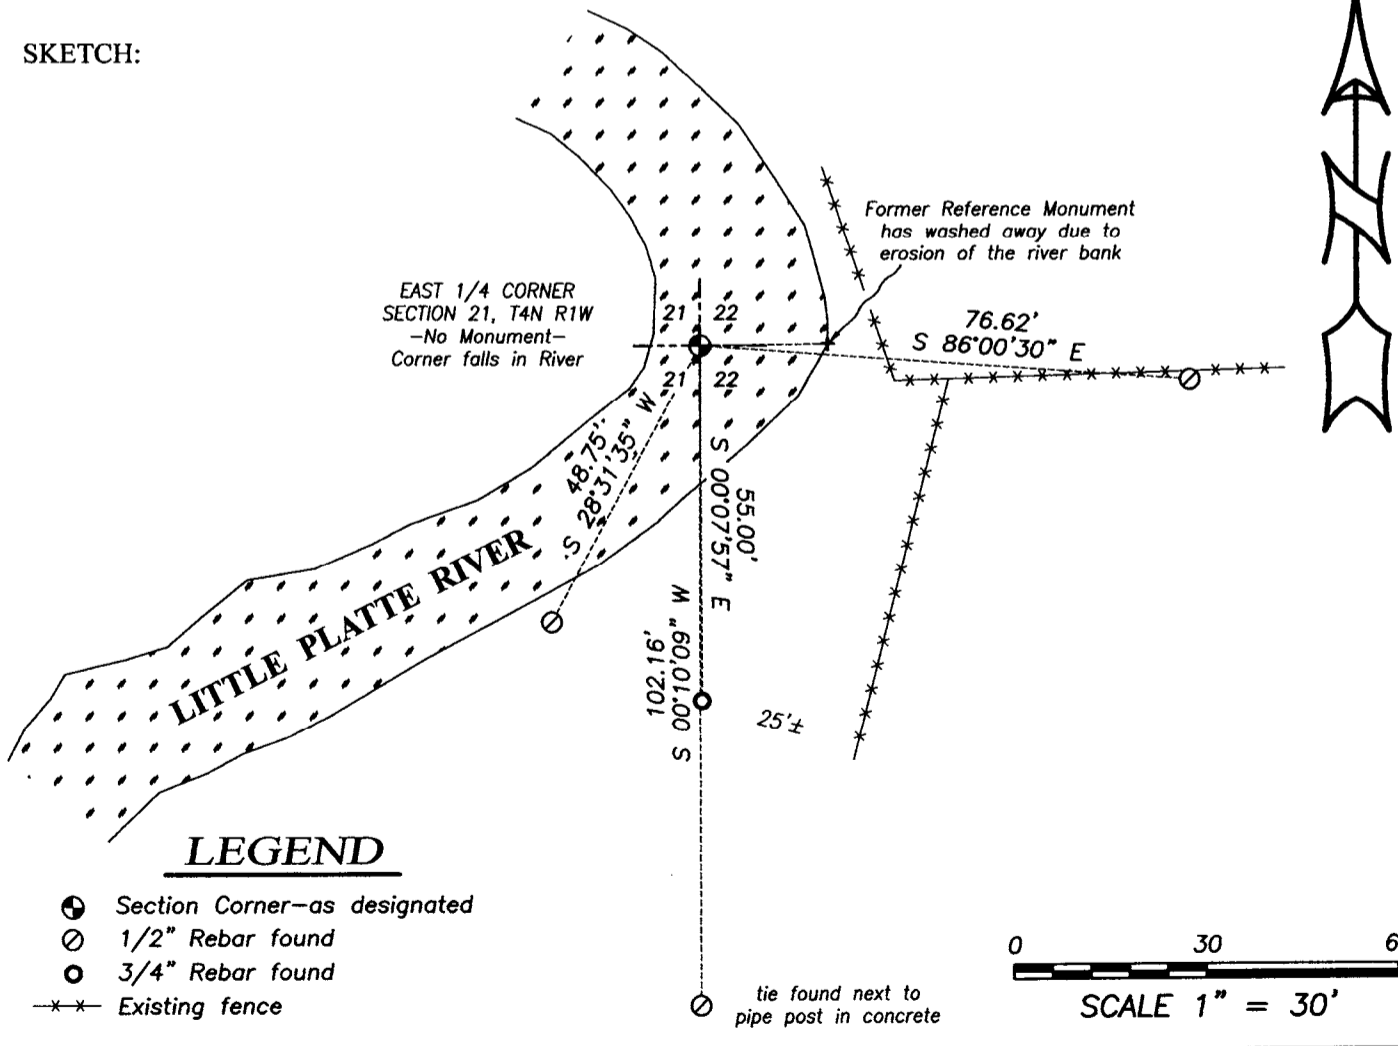 SKETCH:
N
Former Reference Monument
has washed away due to
erosion of the river bank
EAST 1/4 CORNER
SECTION 21, T4N R1W
-No Monument-
Corner falls in River
21 22
21 22
76.62'
S 86°00'30" E
48.75'
S 28°31'35" W
55.00'
S 00°07'57" E
102.16'
S 00°10'09" W
25'±
LITTLE PLATTE RIVER
LEGEND
Section Corner-as designated
1/2" Rebar found
3/4" Rebar found
Existing fence
tie found next to
pipe post in concrete
0 30
SCALE 1" = 30'